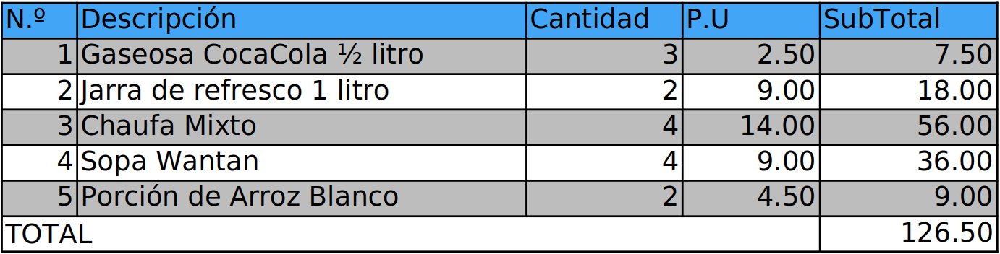 N.º Descripción Cantidad P.U SubTotal
1 Gaseosa CocaCola ½ litro 3 2.50 7.50
2 Jarra de refresco 1 litro 2 9.00 18.00
3 Chaufa Mixto 4 14.00 56.00
4 Sopa Wantan 4 9.00 36.00
5 Porción de Arroz Blanco 2 4.50 9.00
TOTAL 126.50